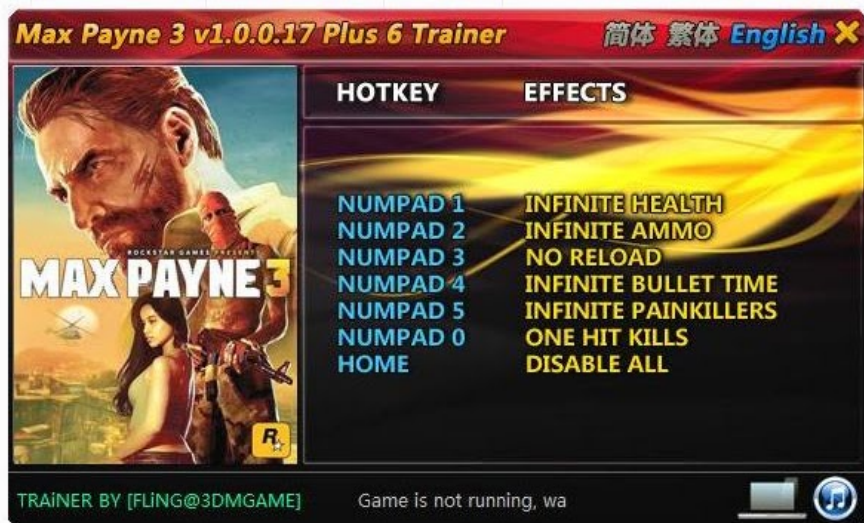 Max Payne 3 v1.0.0.17 Plus 6 Trainer 简体 繁体 English
HOTKEY EFFECTS
ROCKSTAR GAMES PRESENTS
MAX PAYNE 3
R
NUMPAD 1 INFINITE HEALTH
NUMPAD 2 INFINITE AMMO
NUMPAD 3 NO RELOAD
NUMPAD 4 INFINITE BULLET TIME
NUMPAD 5 INFINITE PAINKILLERS
NUMPAD 0 ONE HIT KILLS
HOME DISABLE ALL
TRAiNER BY [FLiNG@3DMGAME] Game is not running, wa